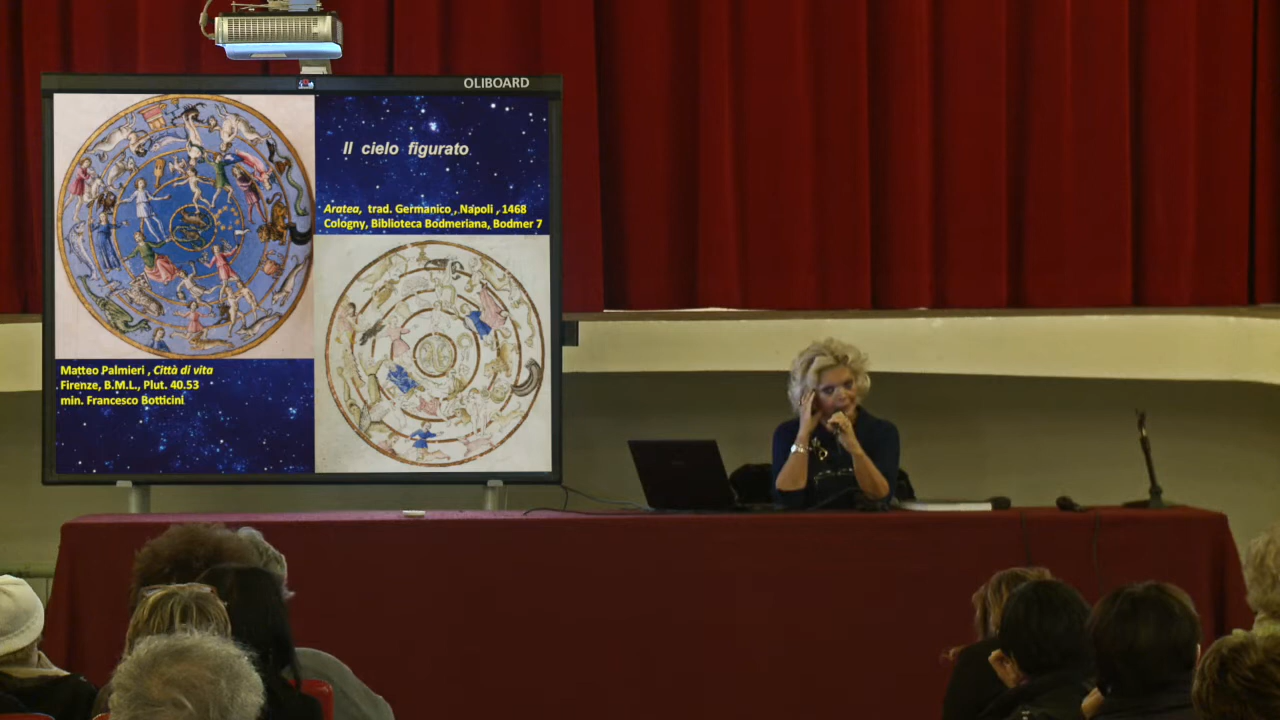 OLIBOARD
Il cielo figurato
Aratea, trad. Germanico , Napoli , 1468
Cologny, Biblioteca Bodmeriana, Bodmer 7
Matteo Palmieri , Città di vita
Firenze, B.M.L., Plut. 40.53
min. Francesco Botticini